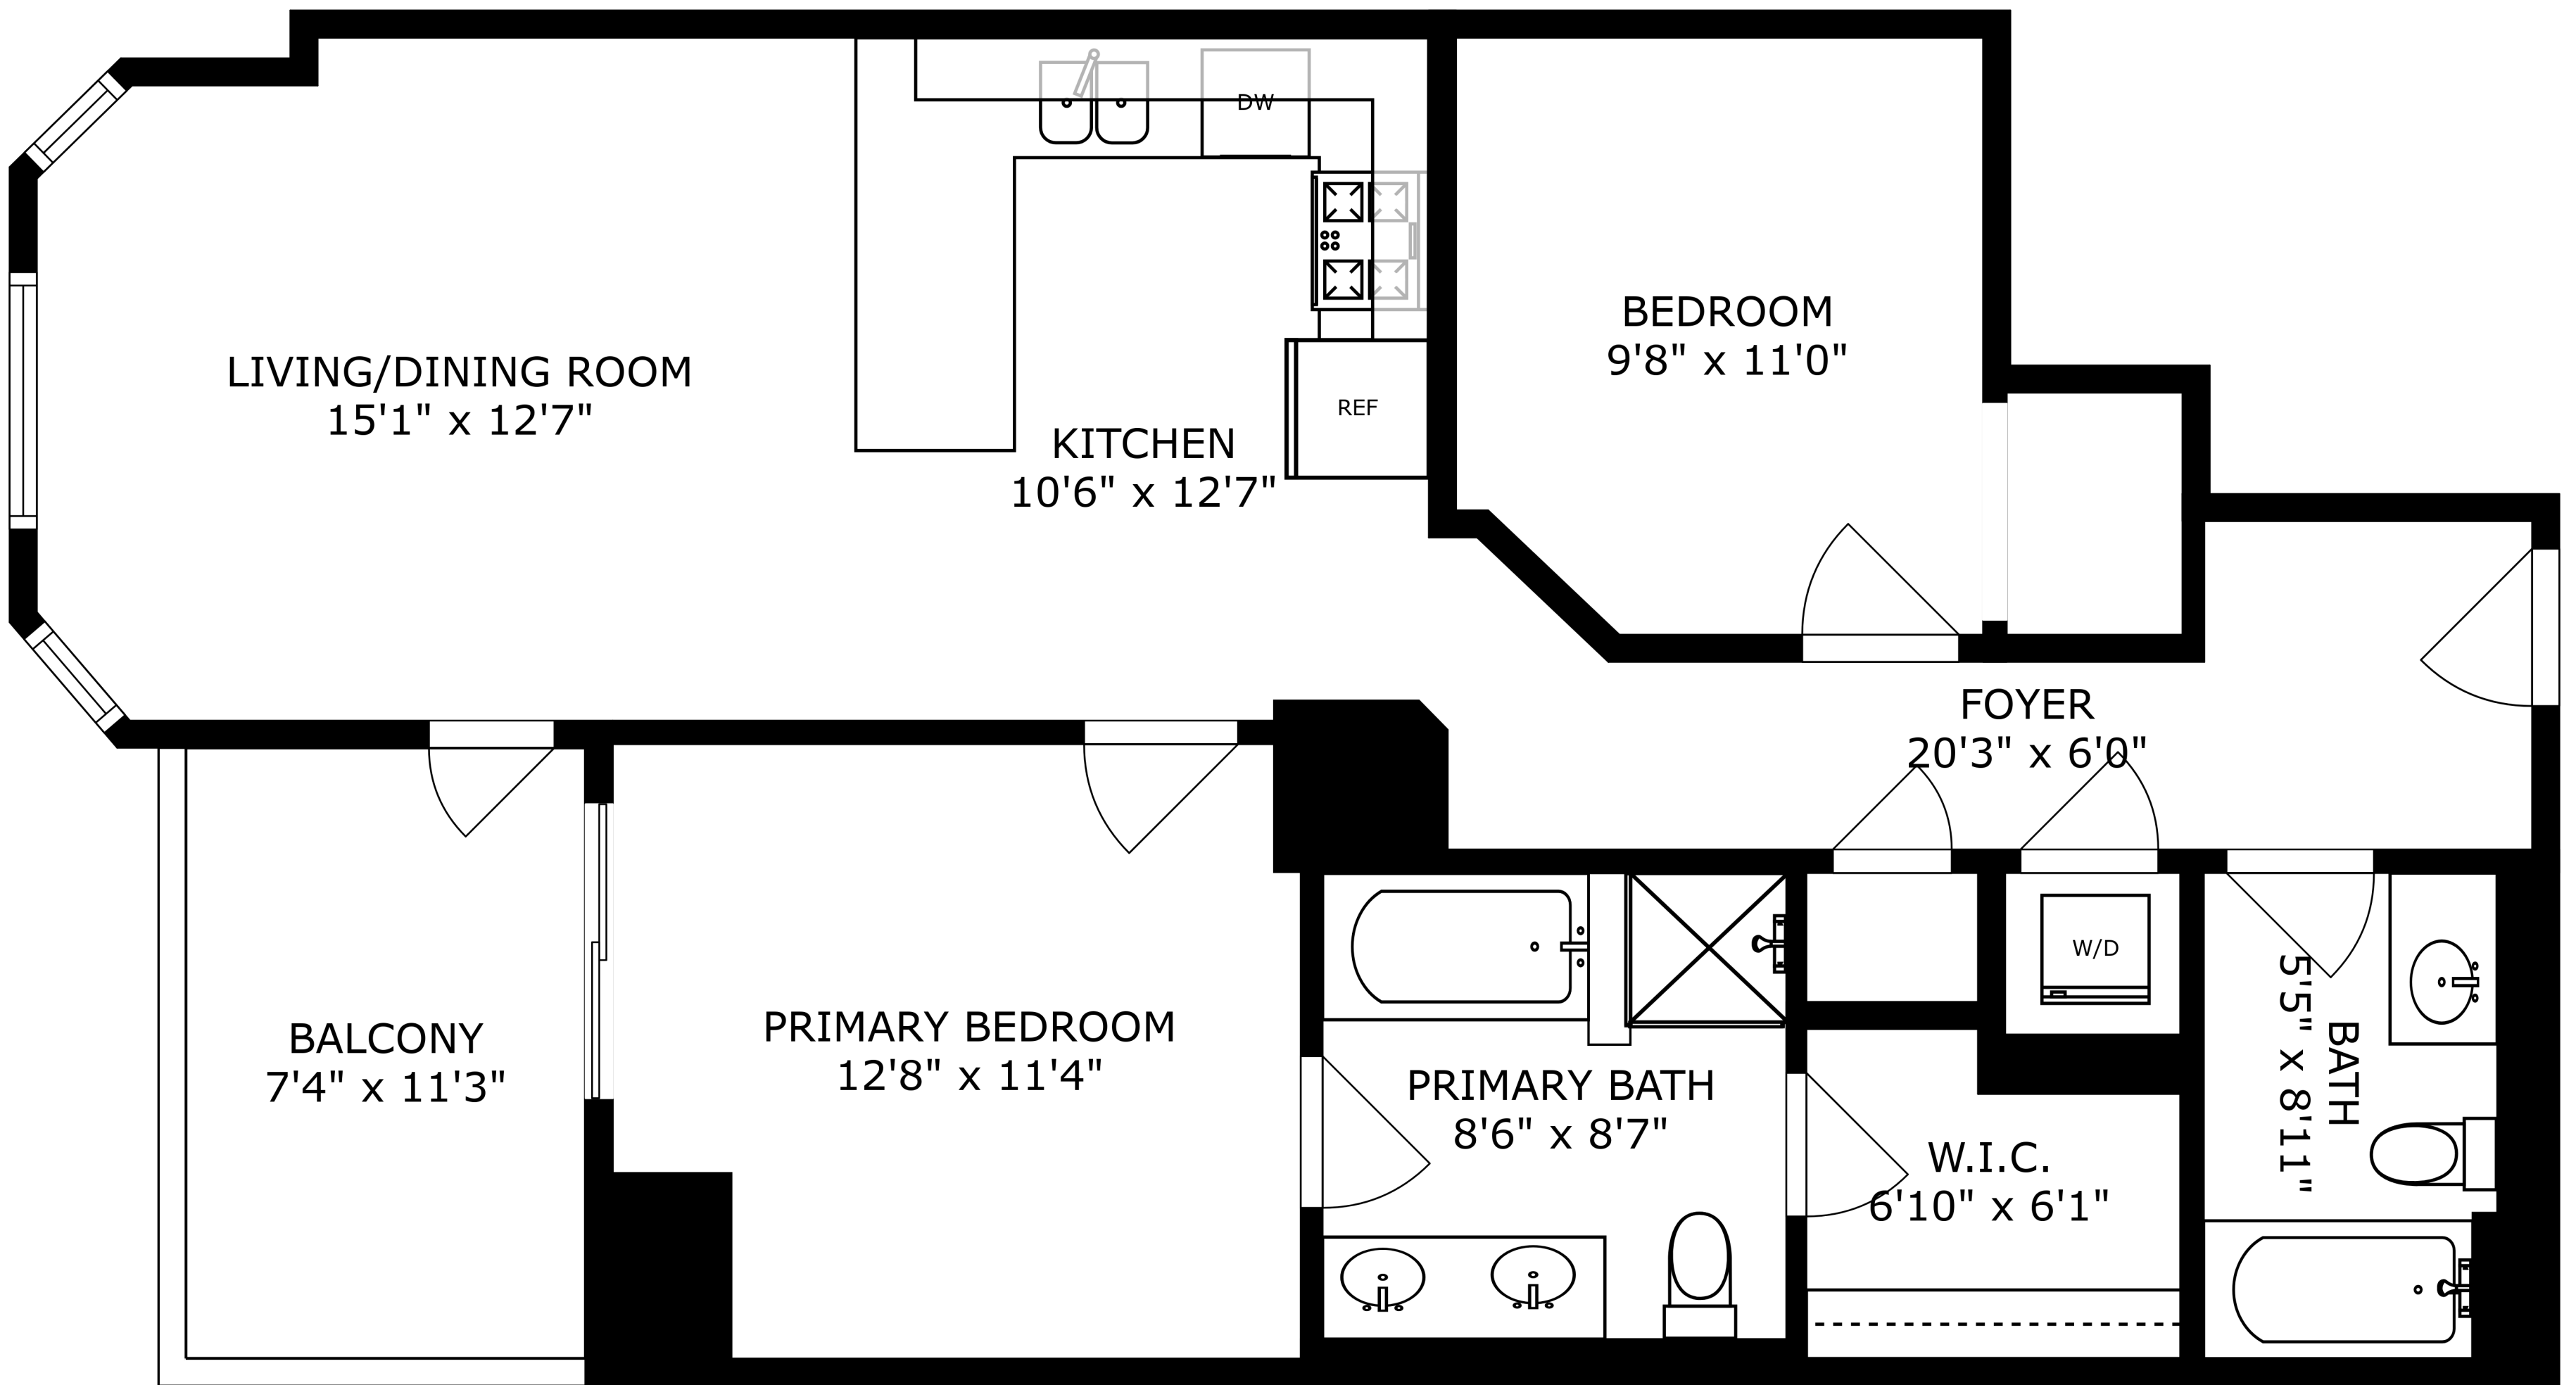 DW
BEDROOM
9'8" x 11'0"
LIVING/DINING ROOM
15'1" x 12'7"
REF
KITCHEN
10'6" x 12'7"
FOYER
20'3" x 6'0"
W/D
BALCONY
7'4" x 11'3"
PRIMARY BEDROOM
12'8" x 11'4"
PRIMARY BATH
8'6" x 8'7"
W.I.C.
6'10" x 6'1"
BATH
5'5" x 8'11"